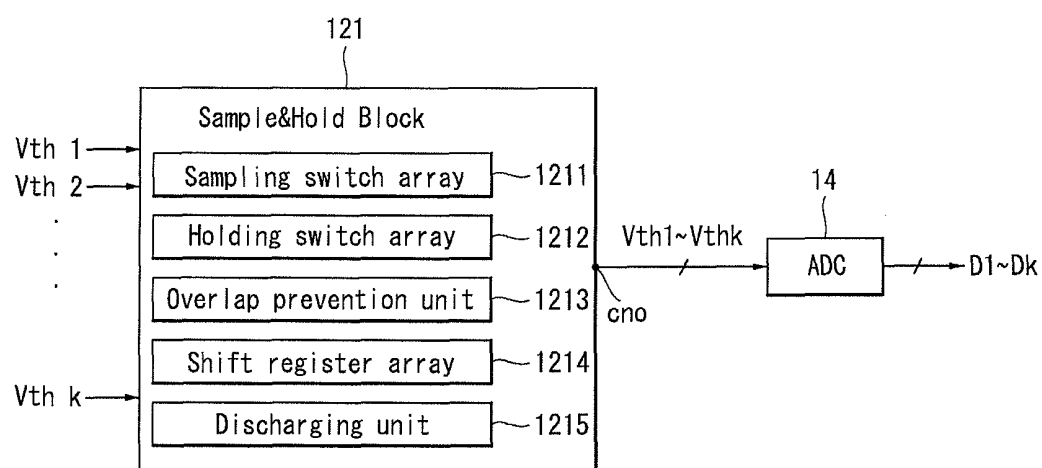 121
Sample&Hold Block
Vth 1
Vth 2
Sampling switch array
1211
Holding switch array
1212
Overlap prevention unit
1213
Shift register array
1214
Vth k
Discharging unit
1215
Vth1~Vthk
cno
14
ADC
D1~Dk